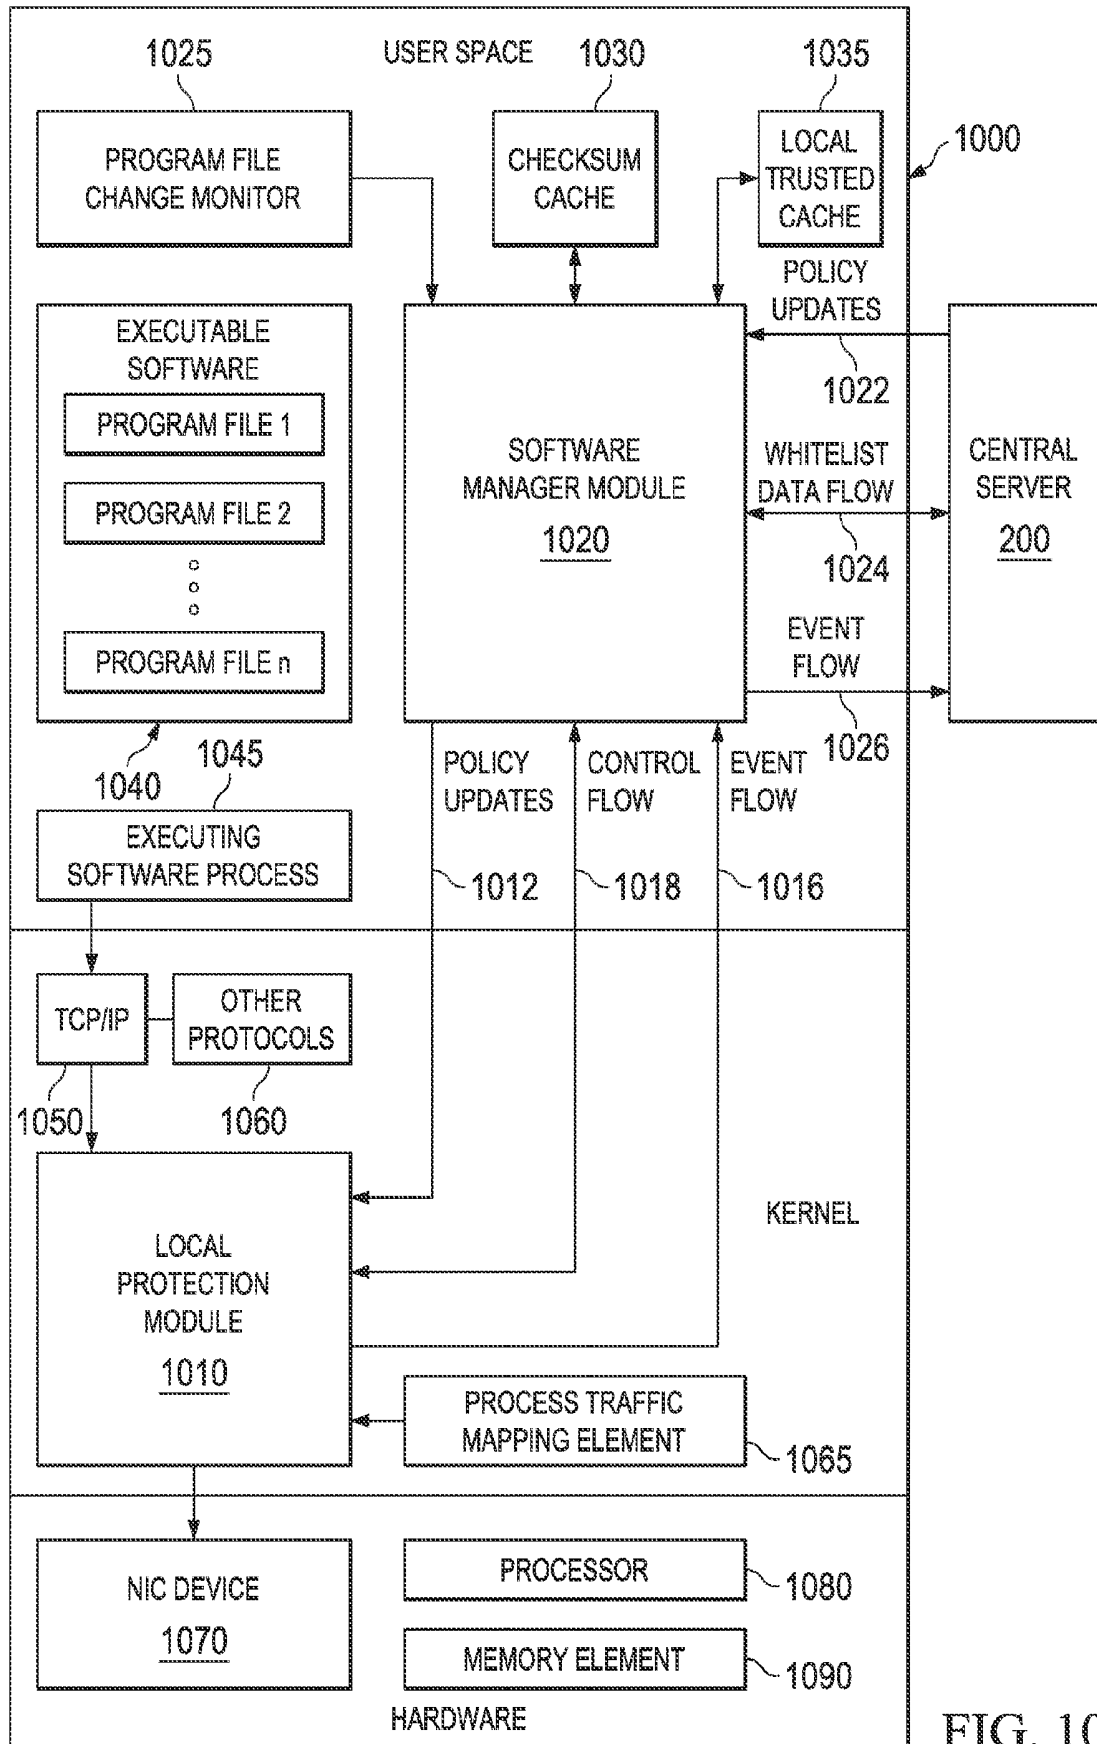 1025
USER SPACE
1030
1035
PROGRAM FILE
CHANGE MONITOR
CHECKSUM
CACHE
LOCAL
TRUSTED
CACHE
1000
POLICY
UPDATES
EXECUTABLE
SOFTWARE
PROGRAM FILE 1
PROGRAM FILE 2
PROGRAM FILE n
1040
SOFTWARE
MANAGER MODULE
1020
1022
WHITELIST
DATA FLOW
1024
EVENT
FLOW
1026
CENTRAL
SERVER
200
1045
EXECUTING
SOFTWARE PROCESS
POLICY
UPDATES
CONTROL
FLOW
EVENT
FLOW
1012
1018
1016
TCP/IP
OTHER
PROTOCOLS
1050
1060
LOCAL
PROTECTION
MODULE
1010
KERNEL
PROCESS TRAFFIC
MAPPING ELEMENT
1065
NIC DEVICE
1070
PROCESSOR
1080
MEMORY ELEMENT
1090
HARDWARE
FIG. 10